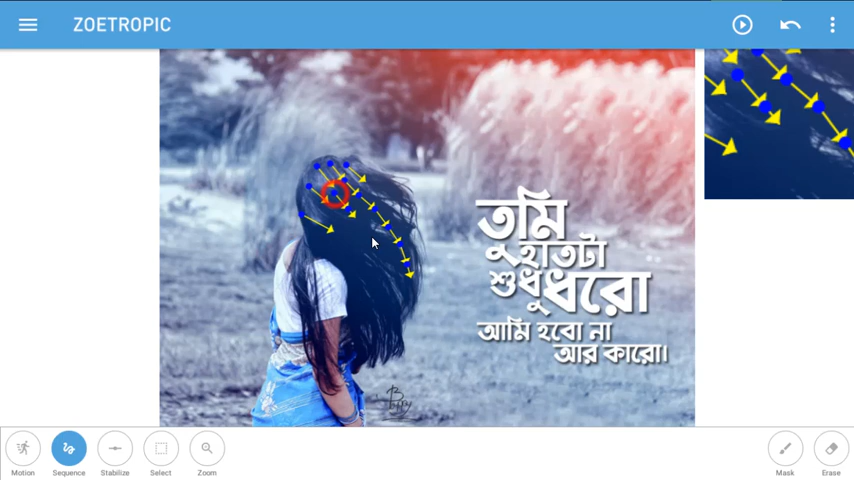 ZOETROPIC
তুমি
হাতটা
শুধু ধরো
আমি হবো না
আর কারো।
Motion
Sequence
Stabilize
Select
Zoom
Mask
Erase